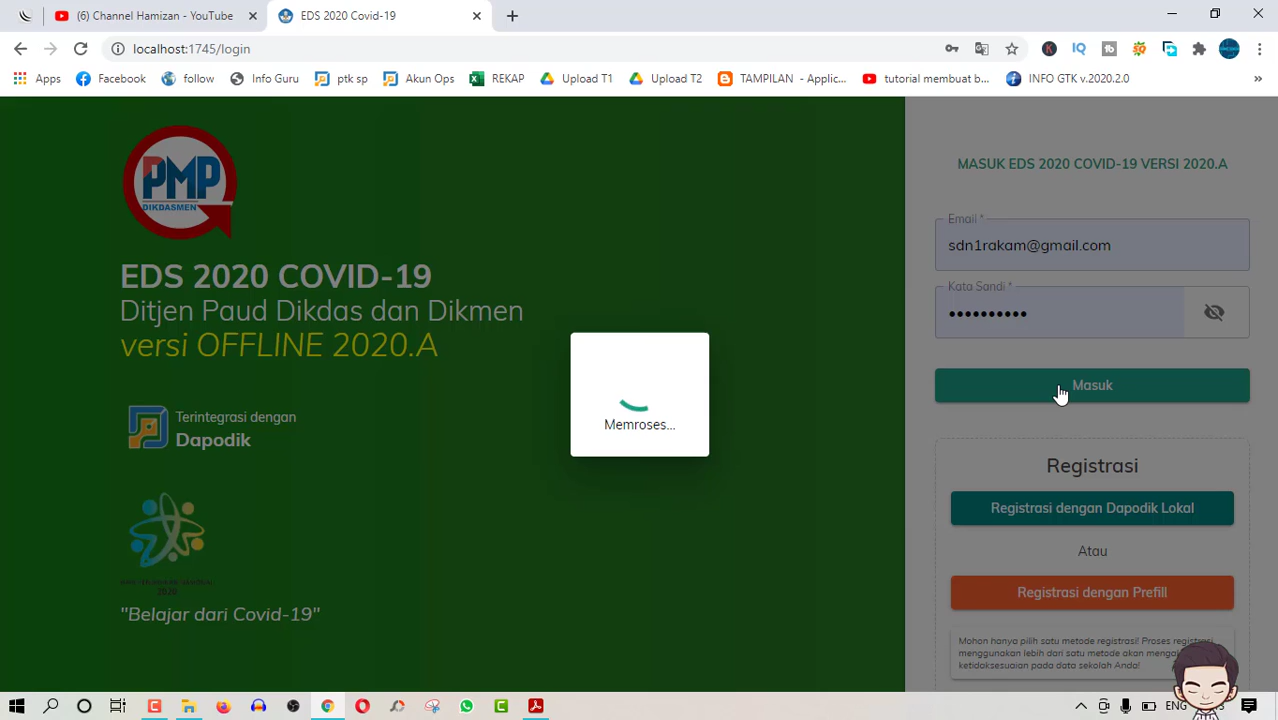 (6) Channel Hamizan - YouTube
EDS 2020 Covid-19
localhost:1745/login
Apps
Facebook
follow
Info Guru
ptk sp
Akun Ops
REKAP
Upload T1
Upload T2
TAMPILAN - Applic...
tutorial membuat b...
INFO GTK v.2020.2.0
PMP
DIKDASMEN
EDS 2020 COVID-19
Ditjen Paud Dikdas dan Dikmen
versi OFFLINE 2020.A
Terintegrasi dengan
Dapodik
2020
"Belajar dari Covid-19"
Memroses...
MASUK EDS 2020 COVID-19 VERSI 2020.A
Email *
sdn1rakam@gmail.com
Kata Sandi *
Masuk
Registrasi
Registrasi dengan Dapodik Lokal
Atau
Registrasi dengan Prefill
Mohon hanya pilih satu metode registrasi! Proses registrasi
menggunakan lebih dari satu metode akan
ketidaksesuaian pada data sekolah Anda!
ENG